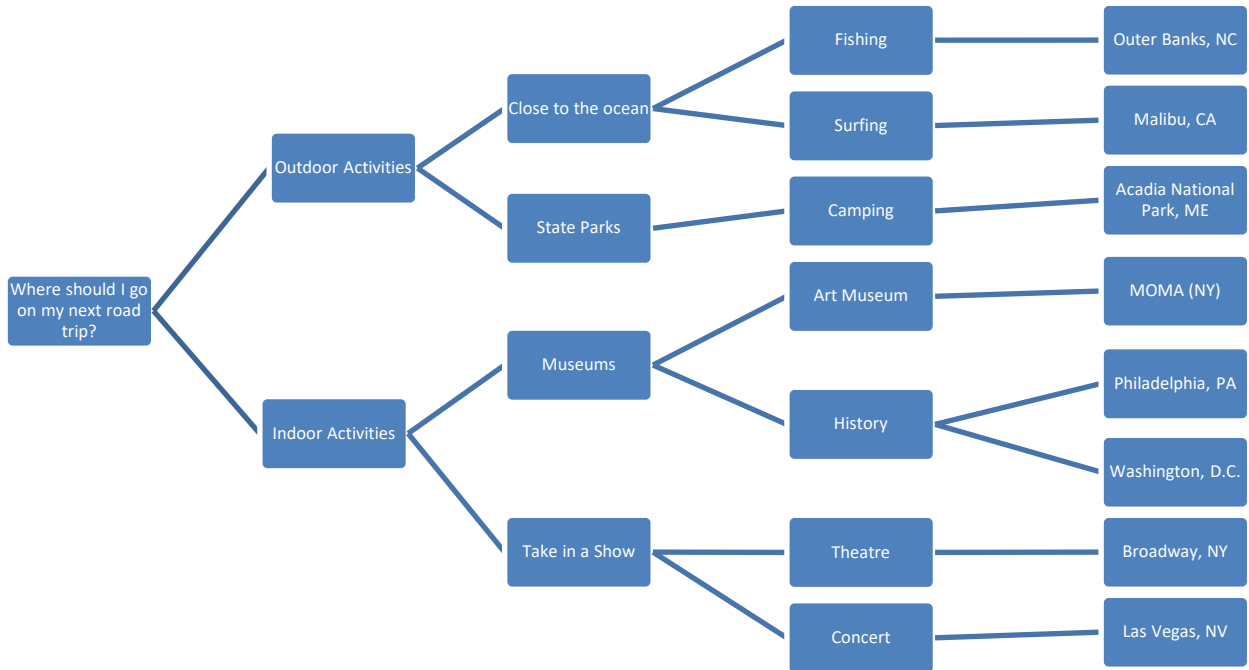 Where should I go
on my next road
trip?
Outdoor Activities
Close to the ocean
Fishing
Outer Banks, NC
Surfing
Malibu, CA
State Parks
Camping
Acadia National
Park, ME
Indoor Activities
Museums
Art Museum
MOMA (NY)
History
Philadelphia, PA
Washington, D.C.
Take in a Show
Theatre
Broadway, NY
Concert
Las Vegas, NV